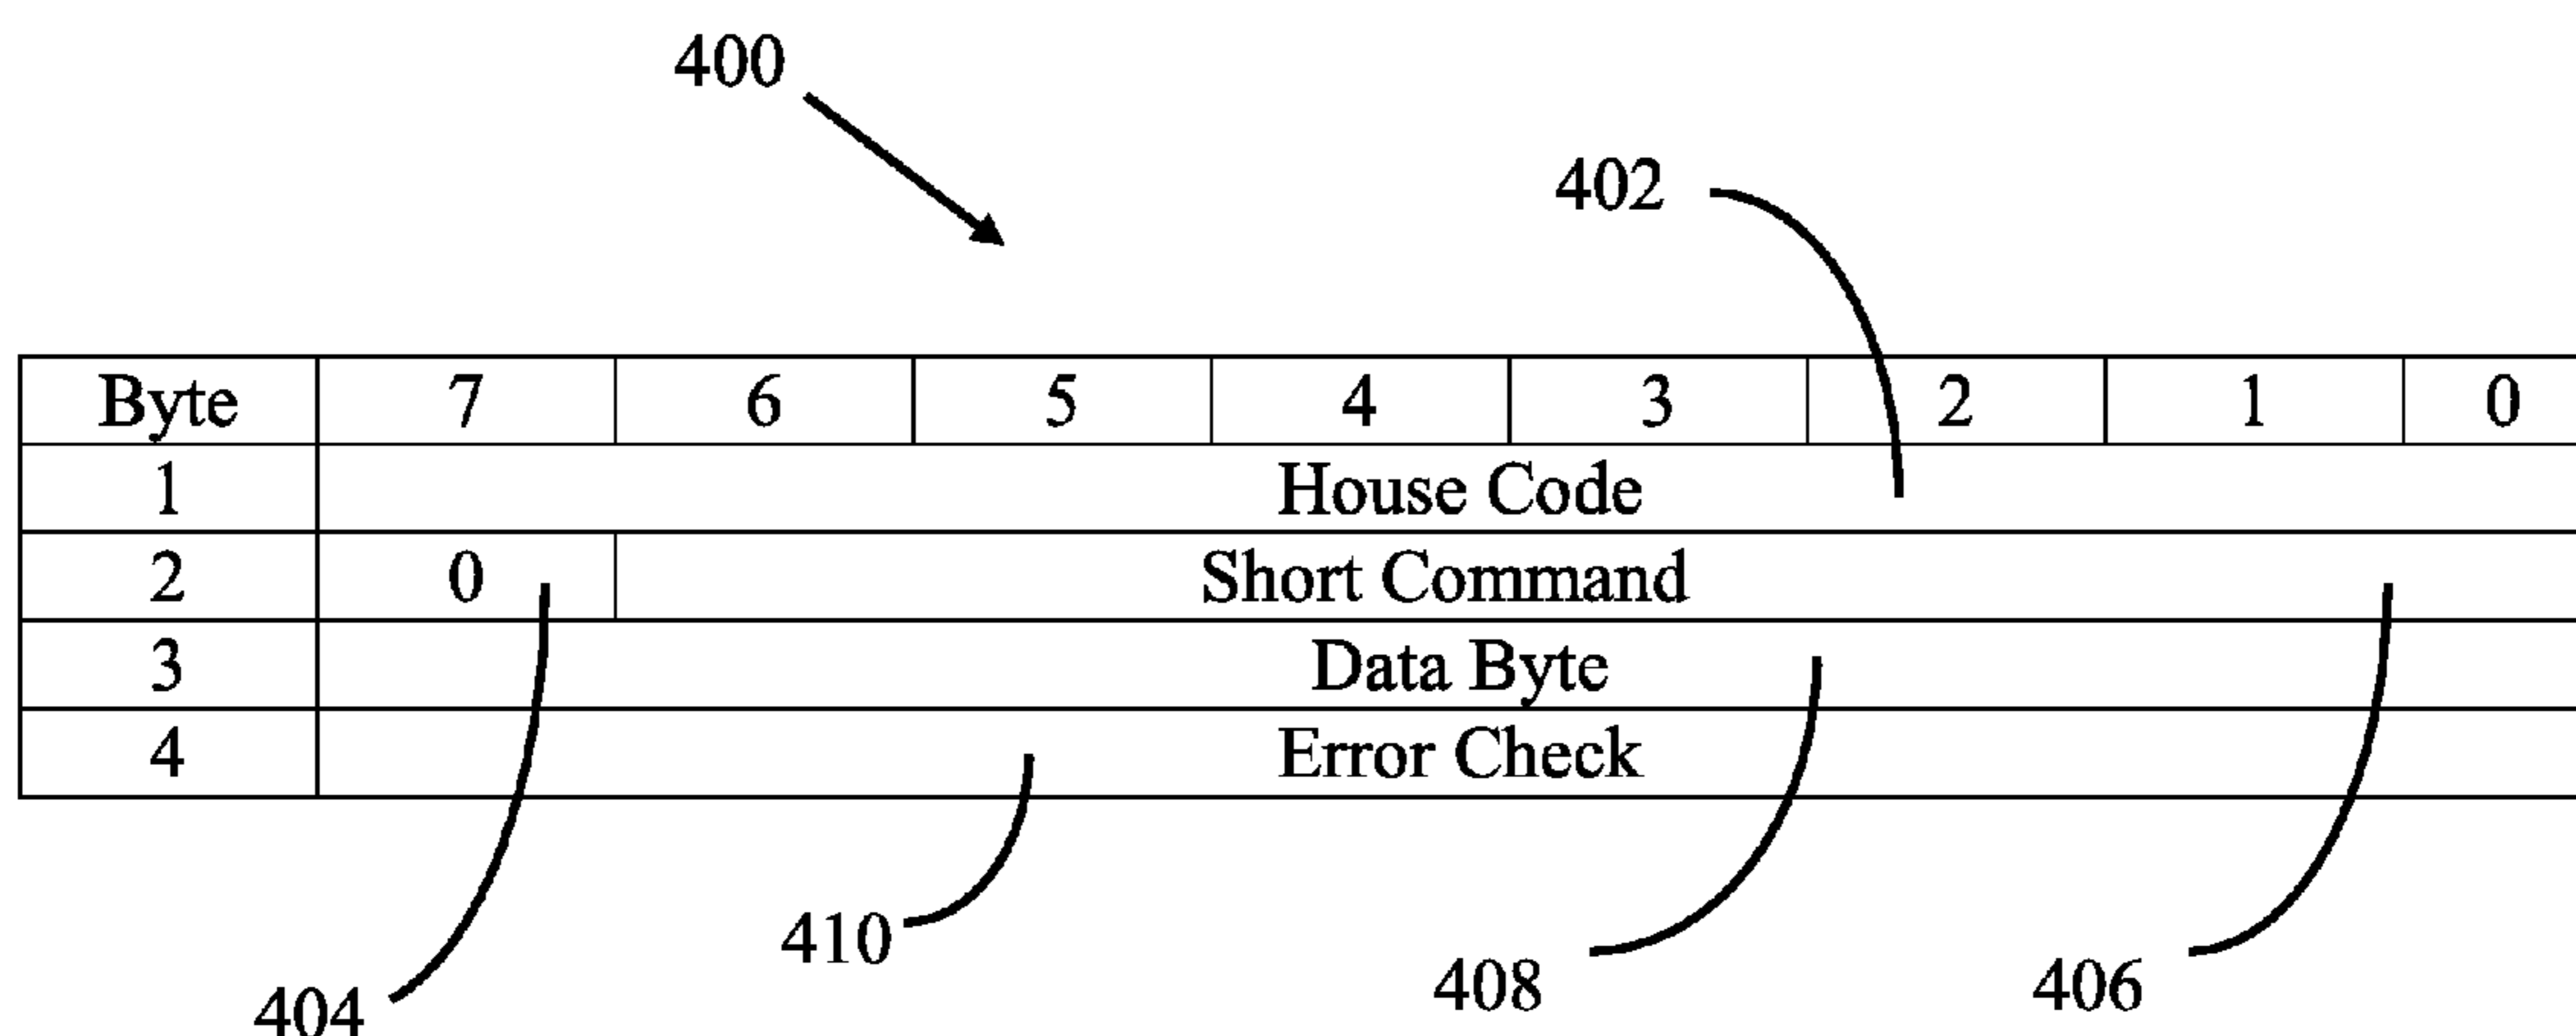 400
402
Byte 7 6 5 4 3 2 1 0
1 House Code
2 0 Short Command
3 Data Byte
4 Error Check
410
408
406
404